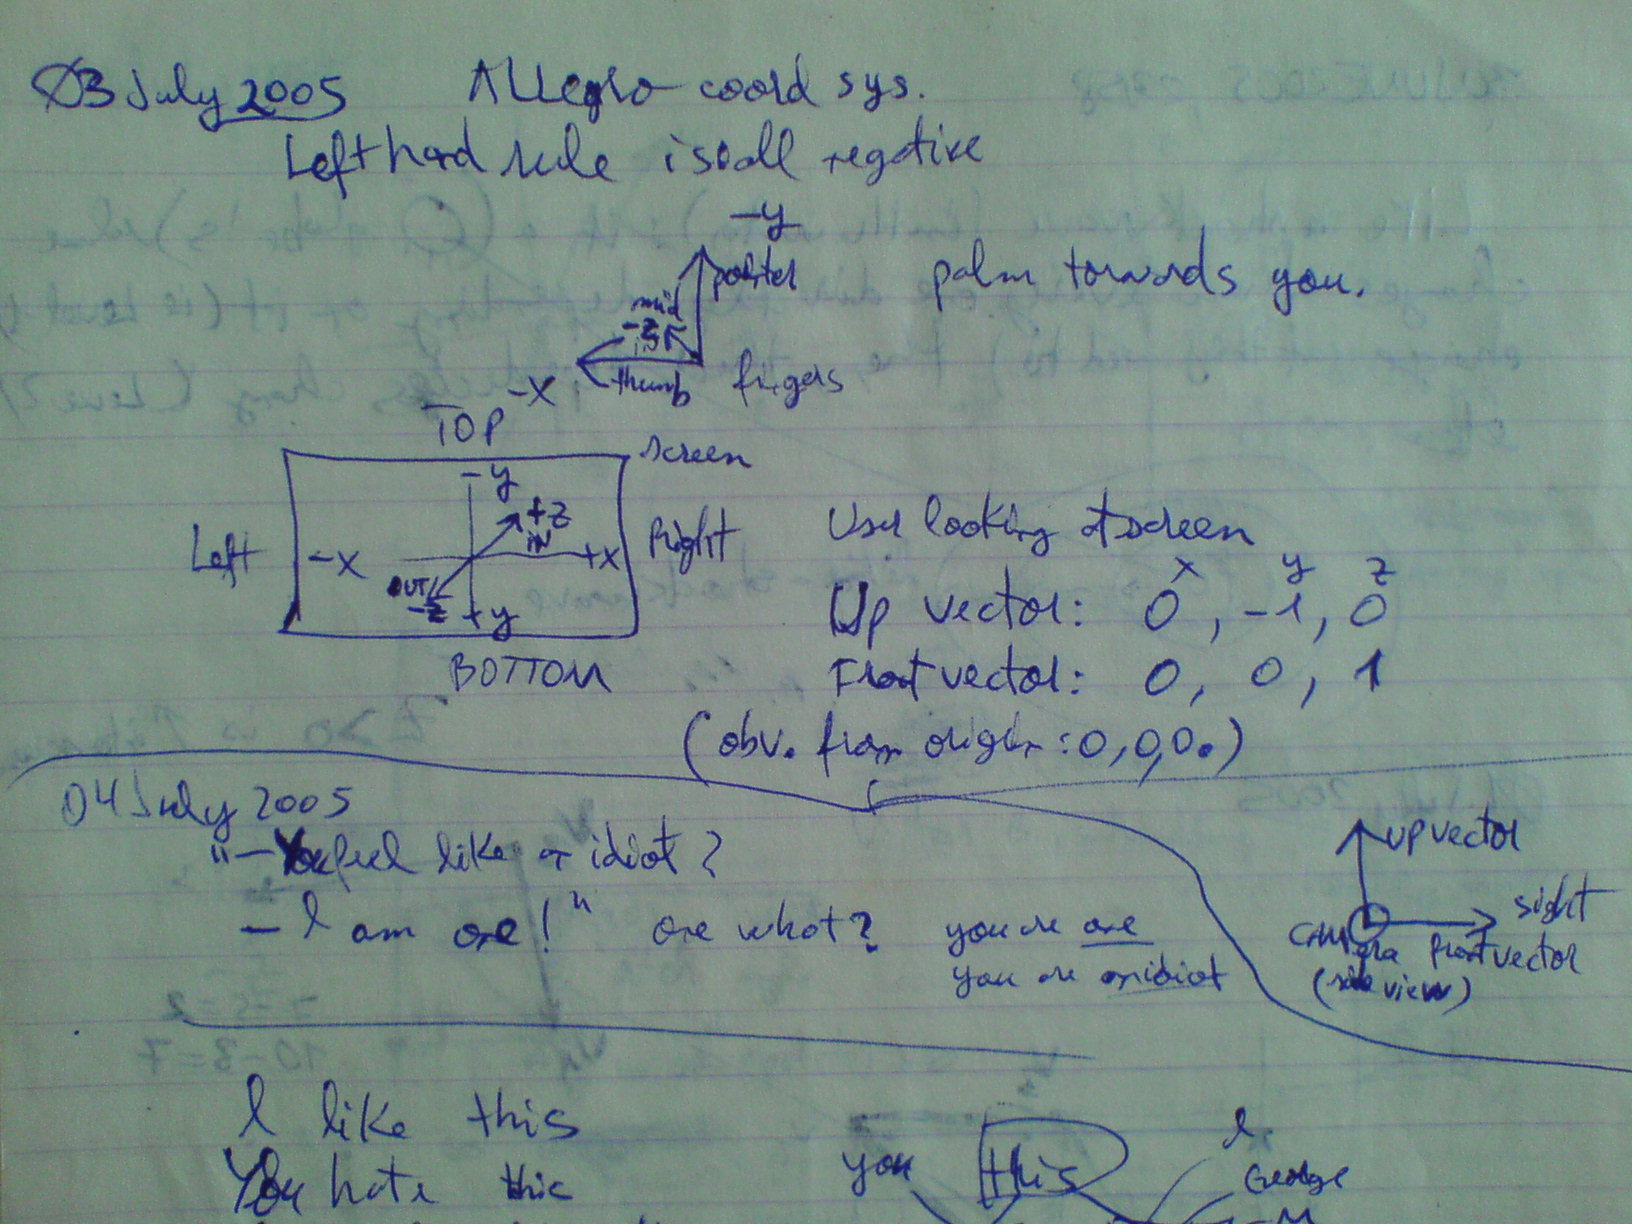 03 July 2005 Allegro coord sys.
Left hand rule is all negative
-y
pointer
palm towards you.
mid
-z
is
thumb
fingers
-x
TOP
screen
-y
+z
IN
Left
-x
+x
Right
OUT
-z
+y
BOTTOM
User looking at screen
x y z
Up vector: 0, -1, 0
Front vector: 0, 0, 1
(obv. from origin: 0,0,0.)
04 July 2005
"- You feel like an idiot?
- I am one!" one what? you're one
you are an idiot
up vector
sight
CAMera front vector
(side view)
I like this
You hate this
you
this
I
George